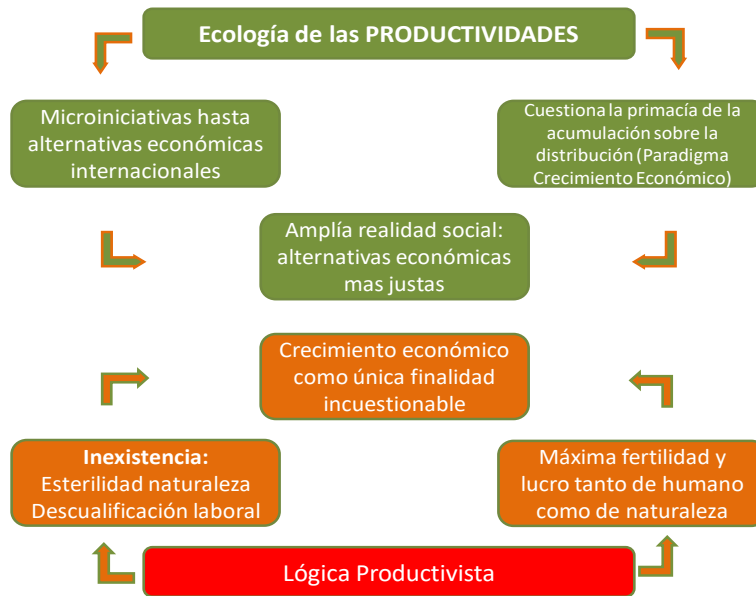 Ecología de las PRODUCTIVIDADES
Microiniciativas hasta
alternativas económicas
internacionales
Cuestiona la primacía de la
acumulación sobre la
distribución (Paradigma
Crecimiento Económico)
Amplía realidad social:
alternativas económicas
mas justas
Crecimiento económico
como única finalidad
incuestionable
Inexistencia:
Esterilidad naturaleza
Descualificación laboral
Máxima fertilidad y
lucro tanto de humano
como de naturaleza
Lógica Productivista